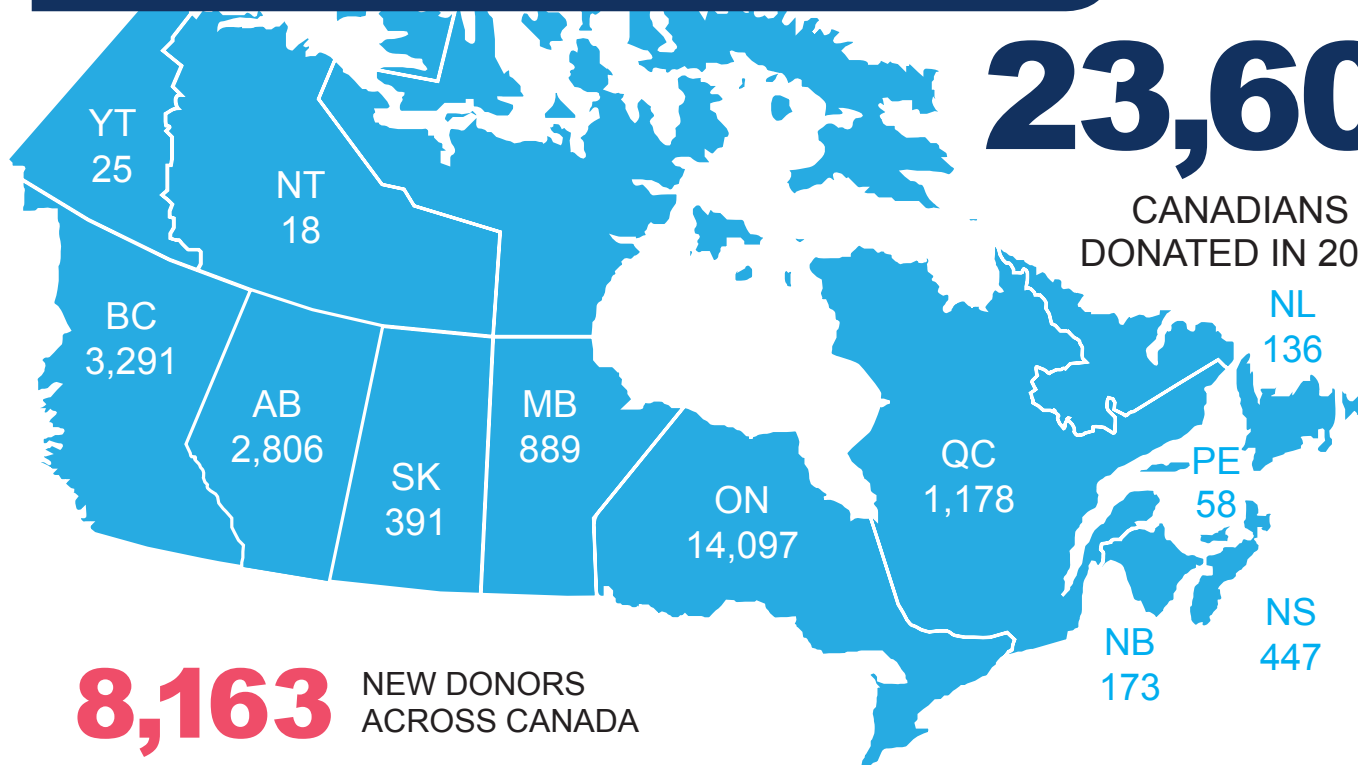 23,60
CANADIANS
DONATED IN 20
YT
25
NT
18
BC
3,291
AB
2,806
SK
391
MB
889
ON
14,097
QC
1,178
NL
136
PE
58
NB
173
NS
447
8,163
NEW DONORS
ACROSS CANADA